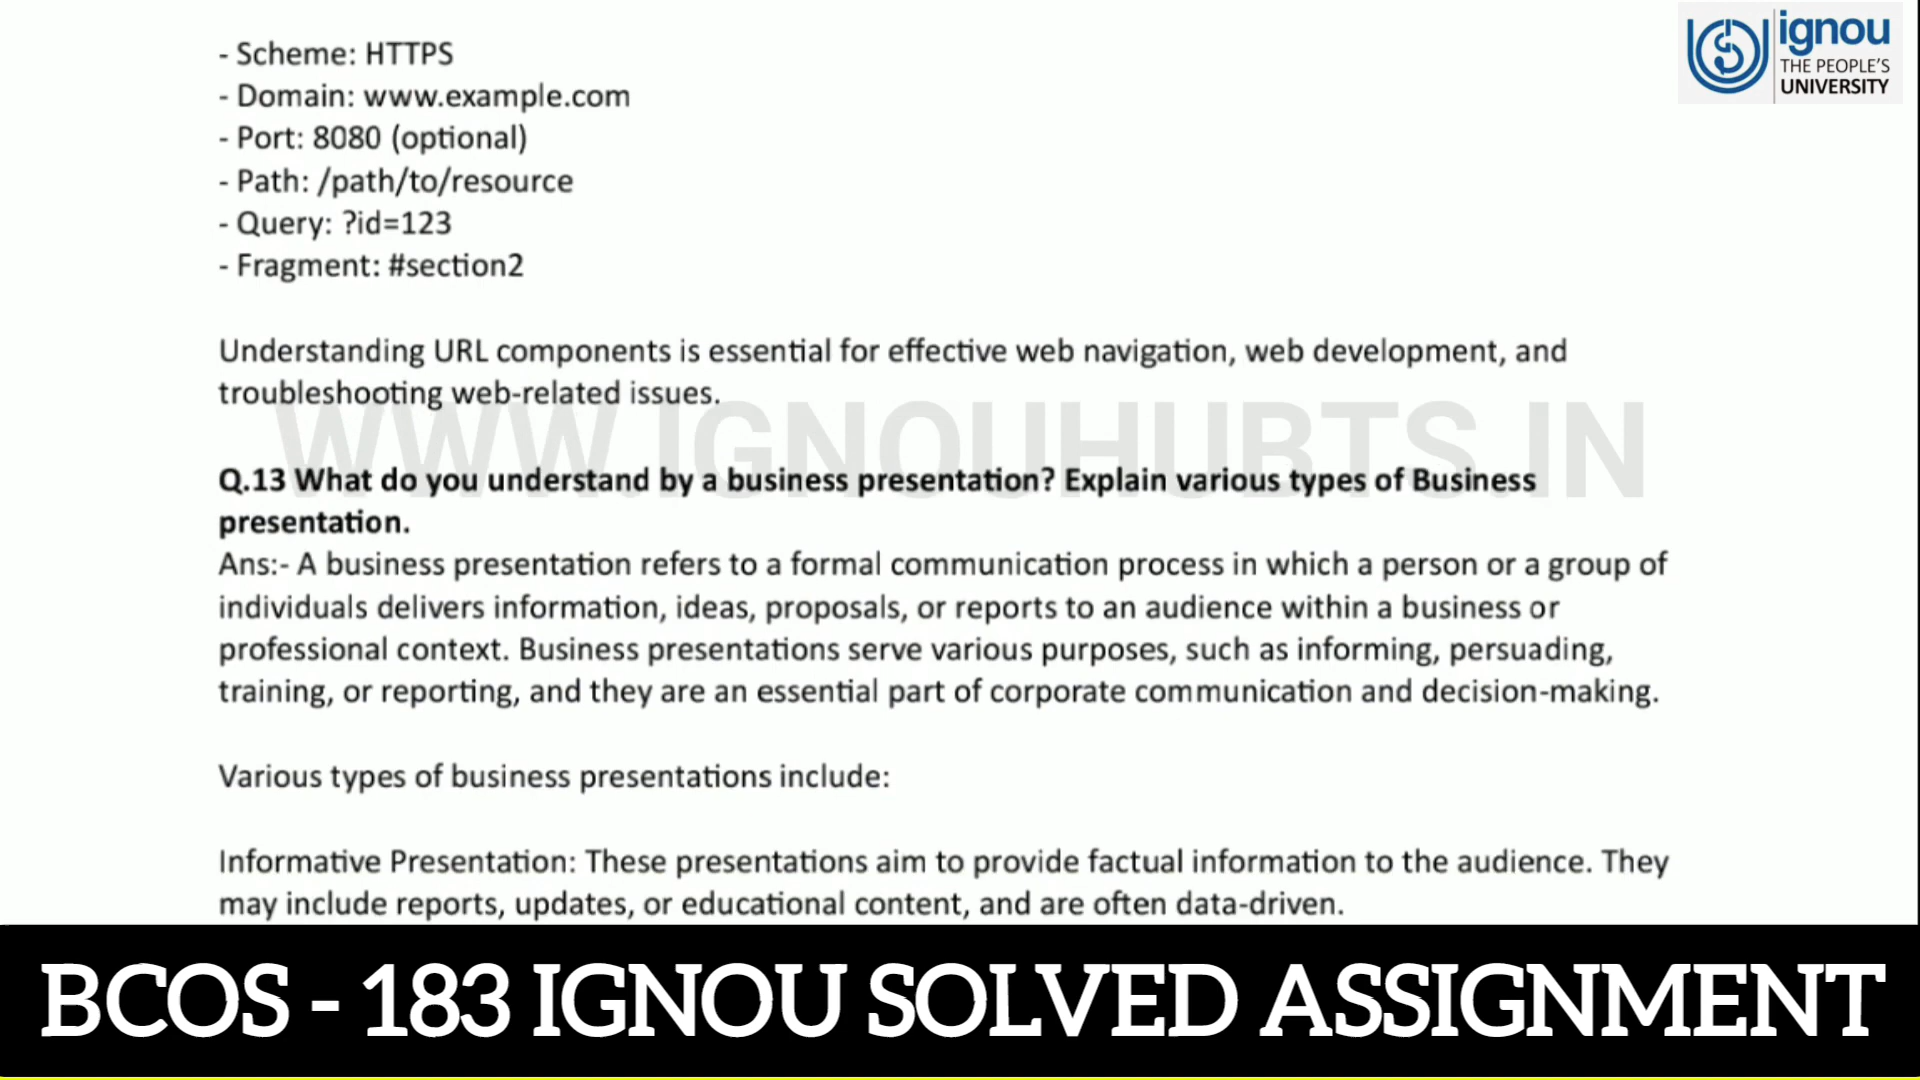 - Scheme: HTTPS
- Domain: www.example.com
- Port: 8080 (optional)
- Path: /path/to/resource
- Query: ?id=123
- Fragment: #section2
ignou
THE PEOPLE'S
UNIVERSITY
Understanding URL components is essential for effective web navigation, web development, and
troubleshooting web-related issues.
WWW.IGNOUHUBTS.IN
Q.13 What do you understand by a business presentation? Explain various types of Business
presentation.
Ans:- A business presentation refers to a formal communication process in which a person or a group of
individuals delivers information, ideas, proposals, or reports to an audience within a business or
professional context. Business presentations serve various purposes, such as informing, persuading,
training, or reporting, and they are an essential part of corporate communication and decision-making.
Various types of business presentations include:
Informative Presentation: These presentations aim to provide factual information to the audience. They
may include reports, updates, or educational content, and are often data-driven.
BCOS - 183 IGNOU SOLVED ASSIGNMENT